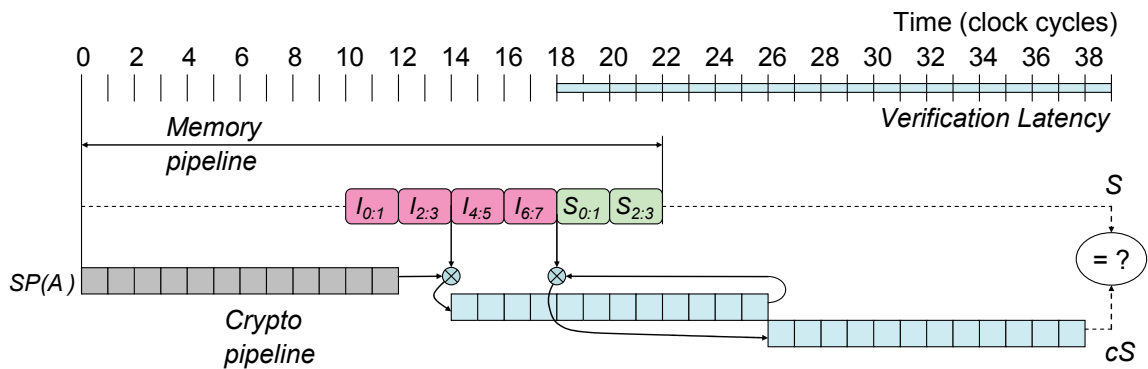 Time (clock cycles)
0 2 4 6 8 10 12 14 16 18 20 22 24 26 28 30 32 34 36 38
Verification Latency
Memory
pipeline
I0:1 I2:3 I4:5 I6:7 S0:1 S2:3
S
= ?
SP(A)
Crypto
pipeline
cS